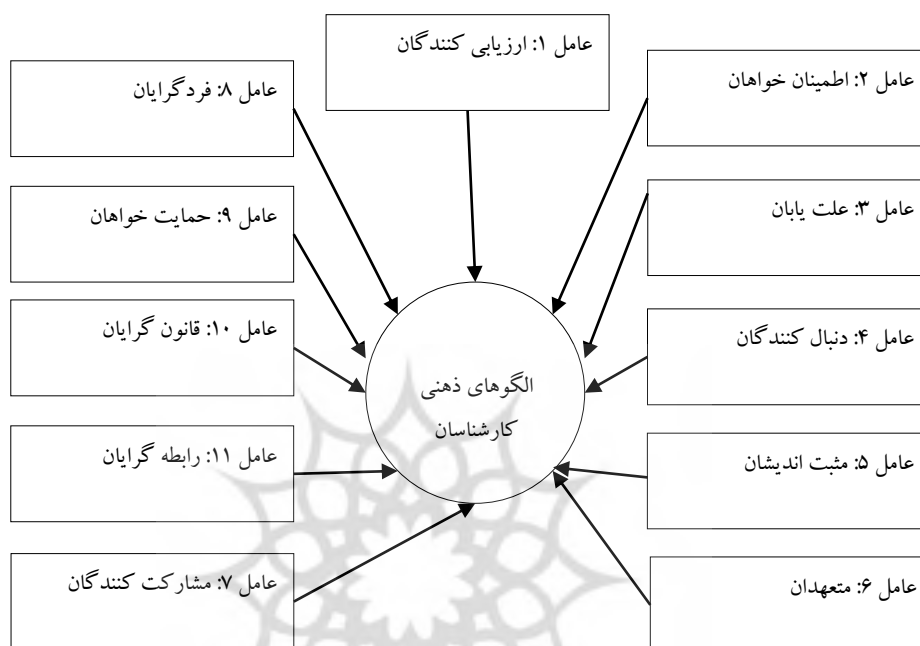 عامل ۱: ارزیابی کنندگان
عامل ۲: اطمینان خواهان
عامل ۸: فردگرایان
عامل ۳: علت یابان
عامل ۹: حمایت خواهان
عامل ۴: دنبال کنندگان
عامل ۱۰: قانون گرایان
الگوهای ذهنی
کارشناسان
عامل ۵: مثبت اندیشان
عامل ۱۱: رابطه گرایان
عامل ۶: متعهدان
عامل ۷: مشارکت کنندگان